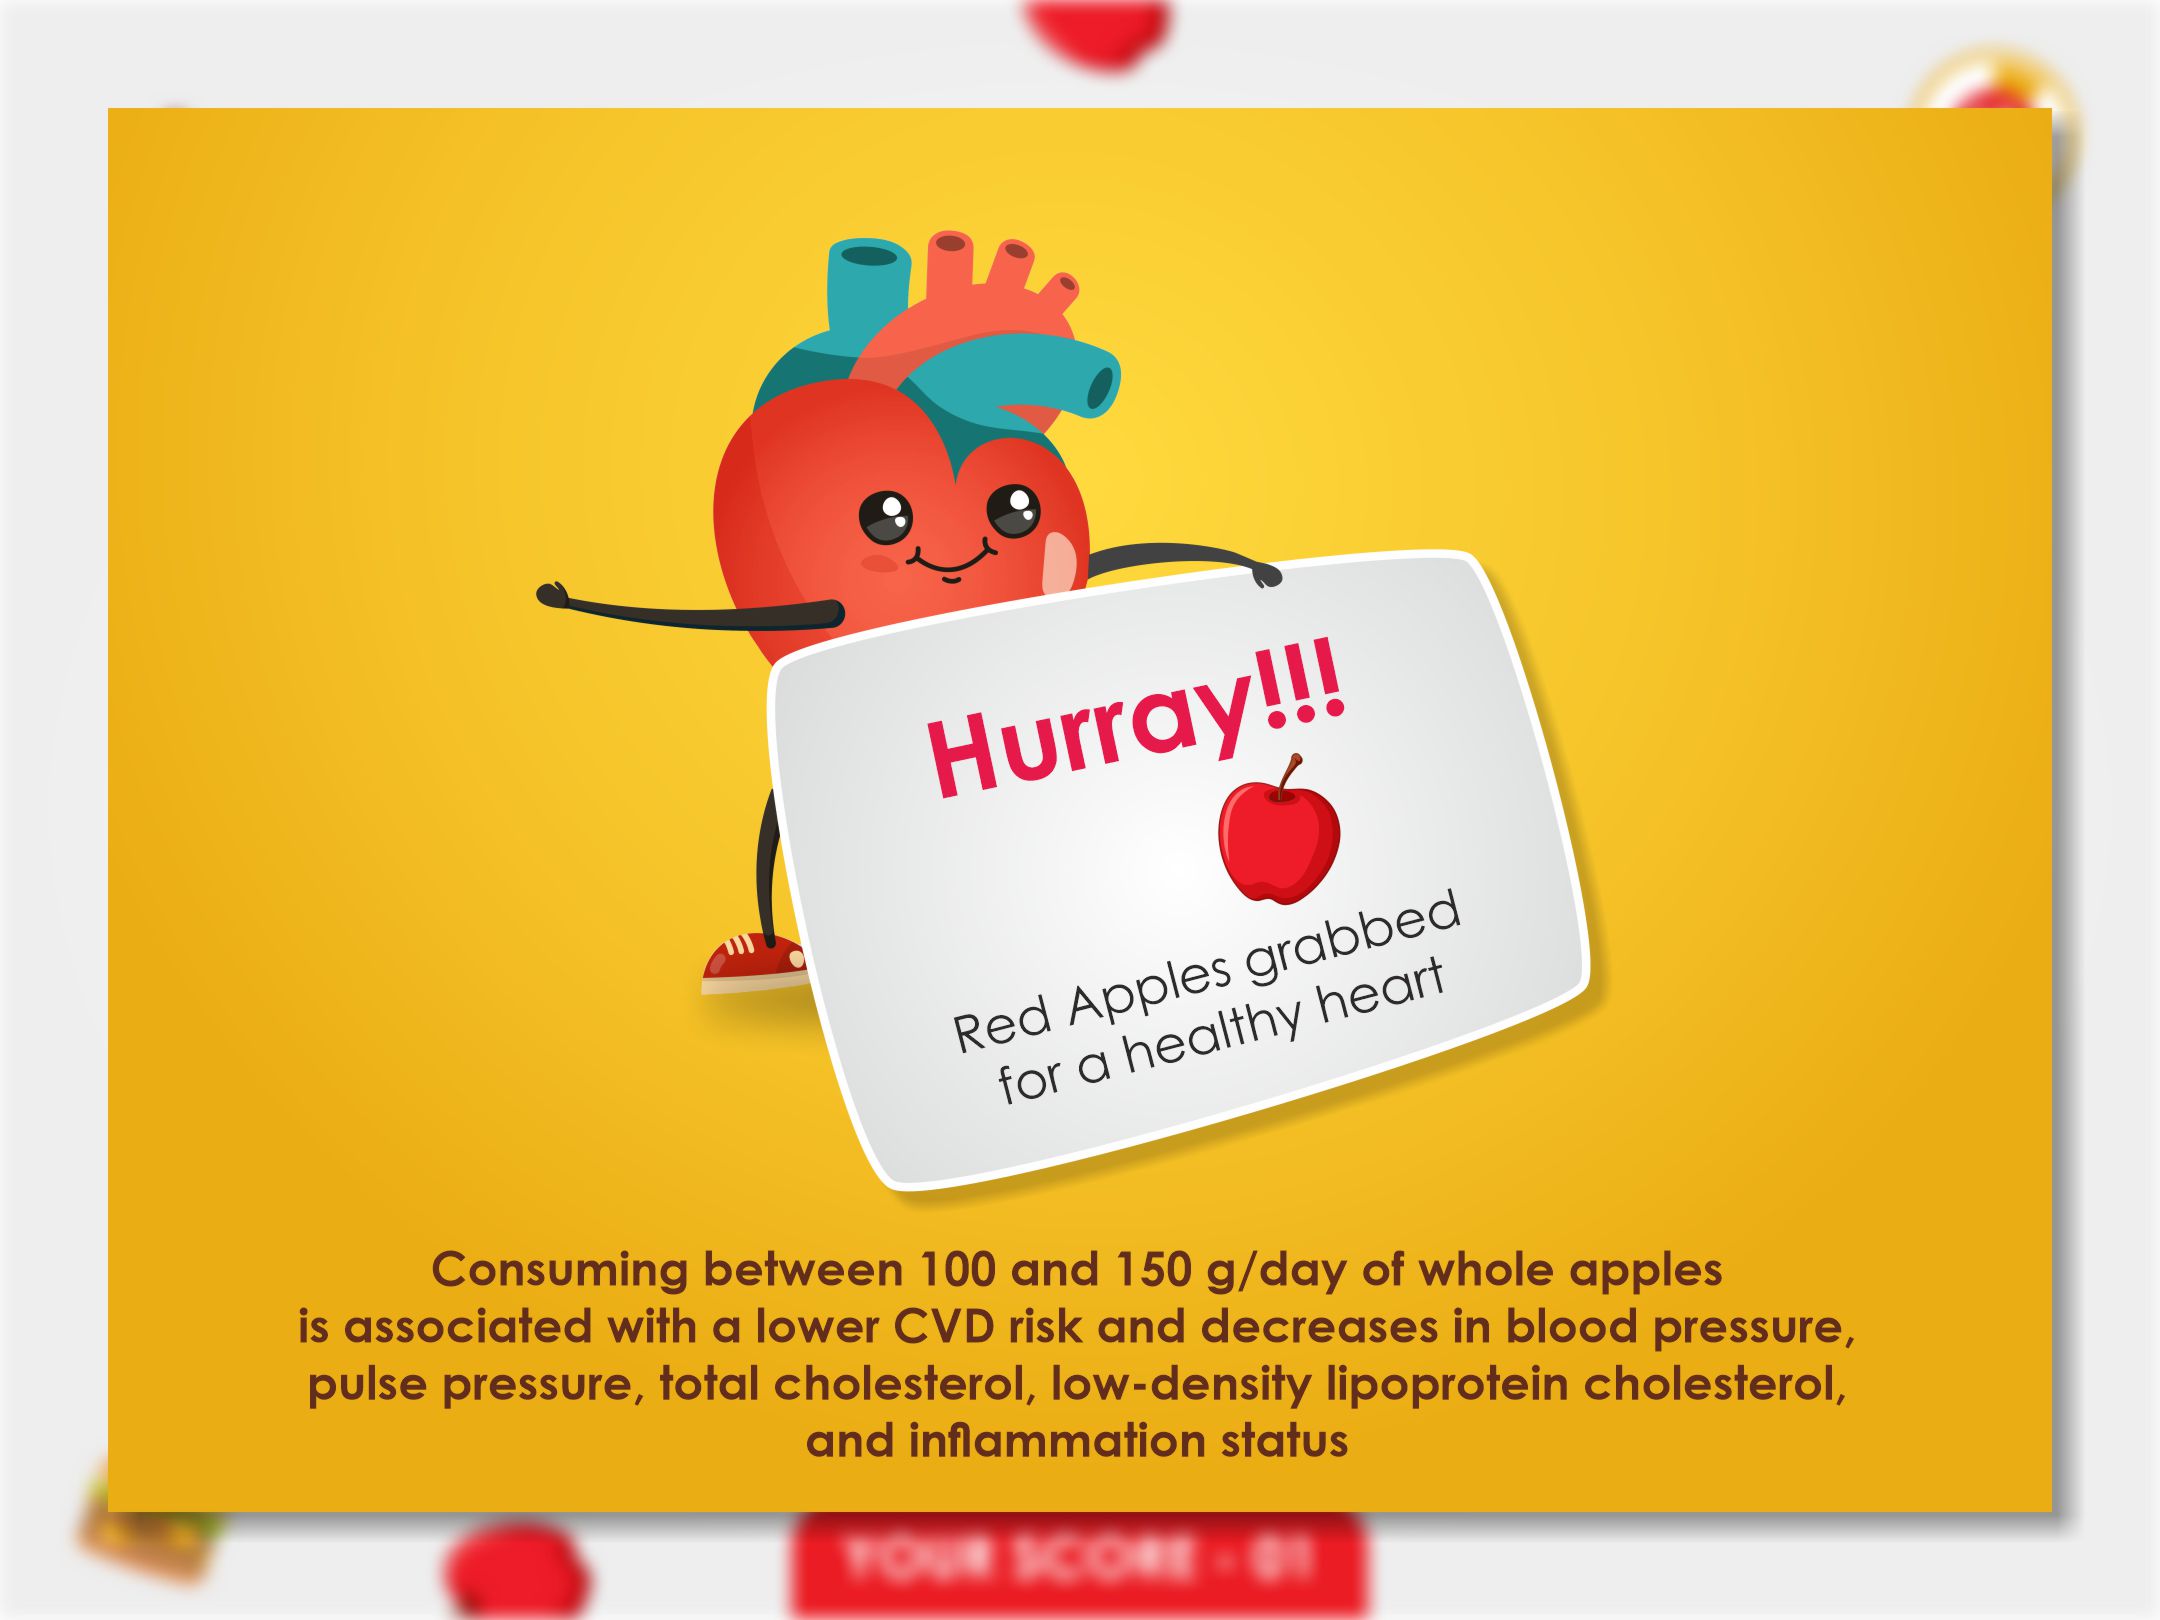 Hurray!!!
Red Apples grabbed
for a healthy heart
Consuming between 100 and 150 g/day of whole apples
is associated with a lower CVD risk and decreases in blood pressure,
pulse pressure, total cholesterol, low-density lipoprotein cholesterol,
and inflammation status
YOUR SCORE - 01